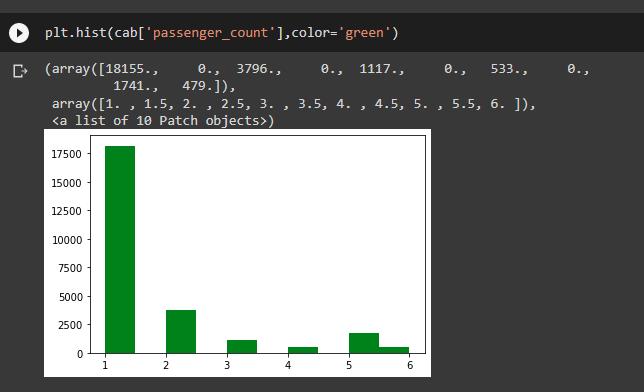 plt.hist(cab['passenger_count'],color='green')
(array([18155.,     0.,  3796.,     0.,  1117.,     0.,   533.,     0.,
         1741.,   479.]),
 array([1. , 1.5, 2. , 2.5, 3. , 3.5, 4. , 4.5, 5. , 5.5, 6. ]),
 <a list of 10 Patch objects>)
17500
15000
12500
10000
7500
5000
2500
0
1 2 3 4 5 6